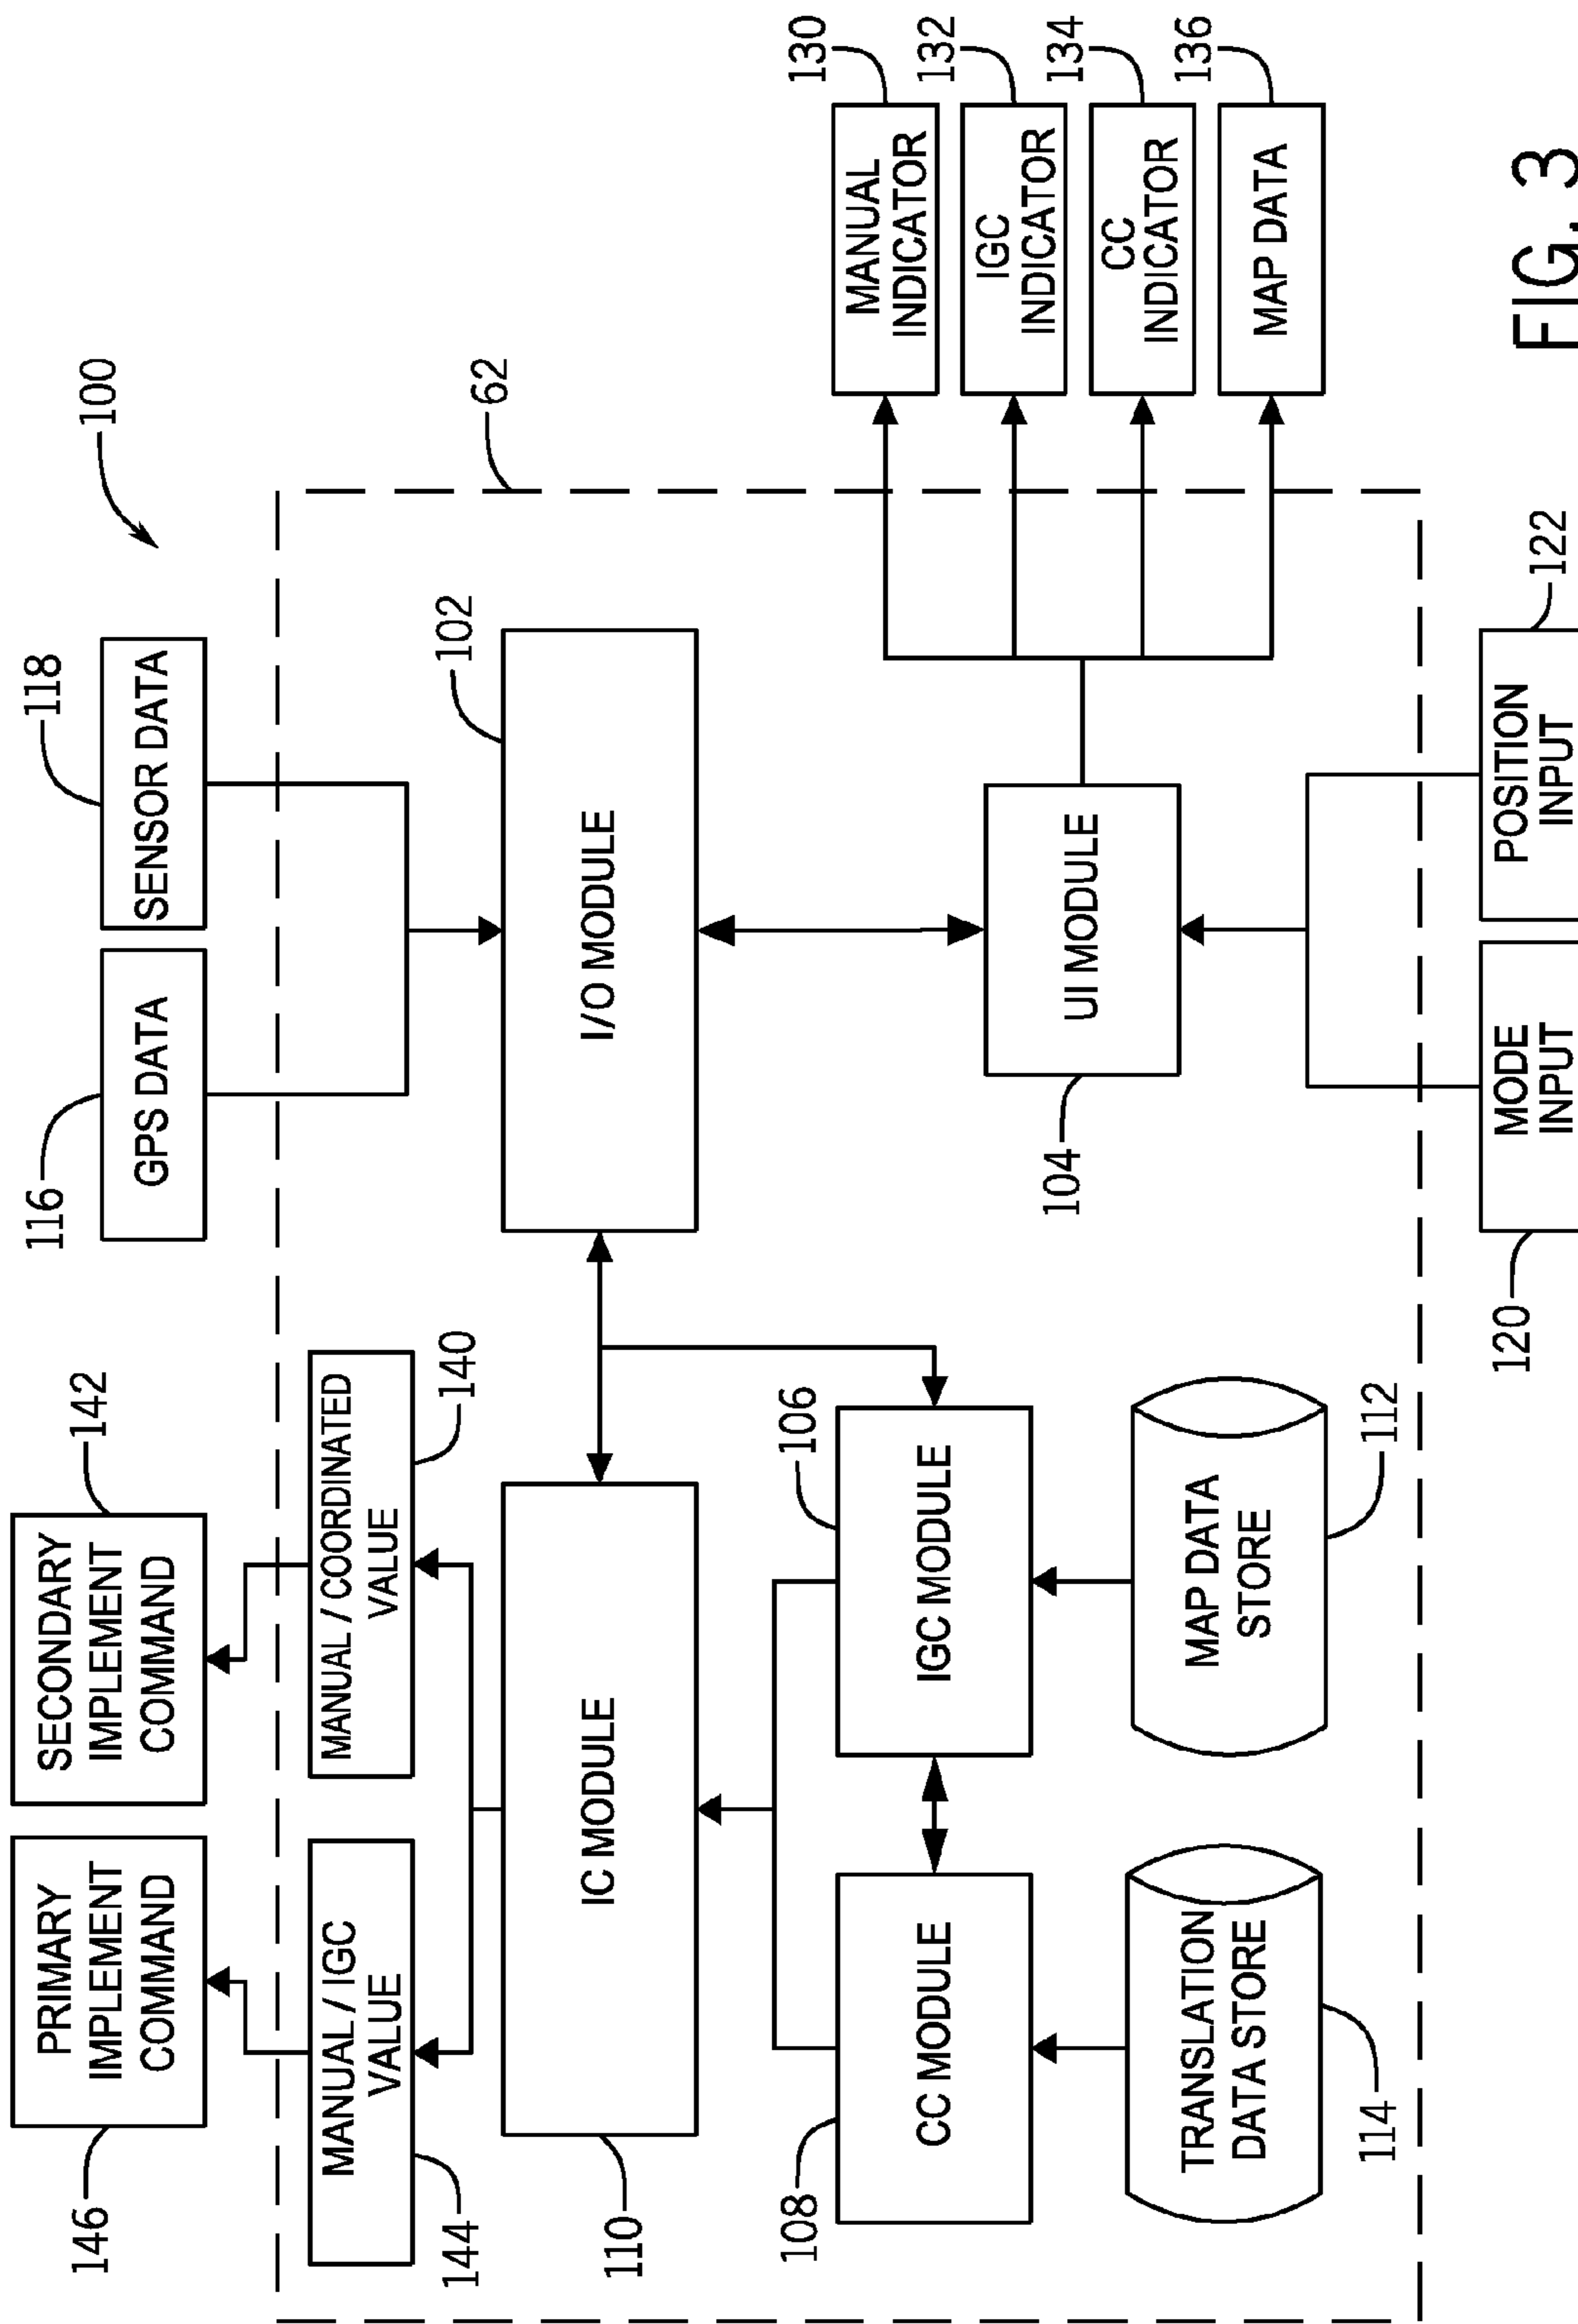 100
146
PRIMARY
IMPLEMENT
COMMAND
142
SECONDARY
IMPLEMENT
COMMAND
116
GPS DATA
118
SENSOR DATA
62
144
MANUAL / IGC
VALUE
MANUAL / COORDINATED
VALUE
140
110
IC MODULE
I/O MODULE
102
108
CC MODULE
IGC MODULE
106
104
UI MODULE
MANUAL
INDICATOR
130
IGC
INDICATOR
132
CC
INDICATOR
134
MAP DATA
136
TRANSLATION
DATA STORE
114
MAP DATA
STORE
112
120
MODE
INPUT
POSITION
INPUT
122
FIG. 3